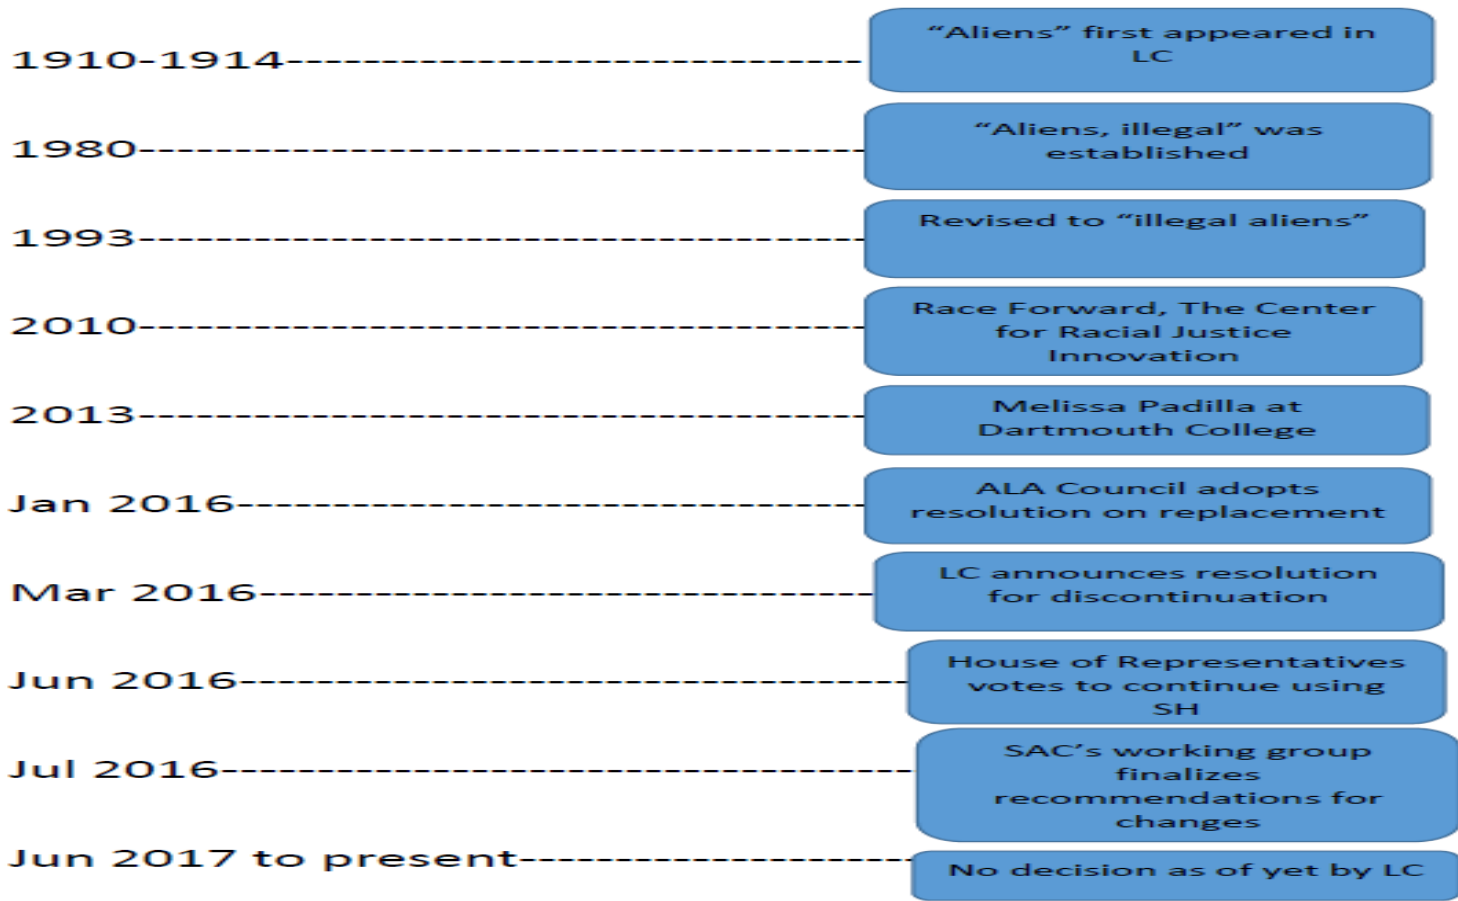 1910-1914------------------------------
“Aliens” first appeared in
LC
1980--------------------------------------
“Aliens, illegal” was
established
1993--------------------------------------
Revised to “illegal aliens”
2010--------------------------------------
Race Forward, The Center
for Racial Justice
Innovation
2013--------------------------------------
Melissa Padilla at
Dartmouth College
Jan 2016---------------------------------
ALA Council adopts
resolution on replacement
Mar 2016--------------------------------
LC announces resolution
for discontinuation
Jun 2016-----------------------------------
House of Representatives
votes to continue using
SH
Jul 2016------------------------------------
SAC’s working group
finalizes
recommendations for
changes
Jun 2017 to present---------------------
No decision as of yet by LC